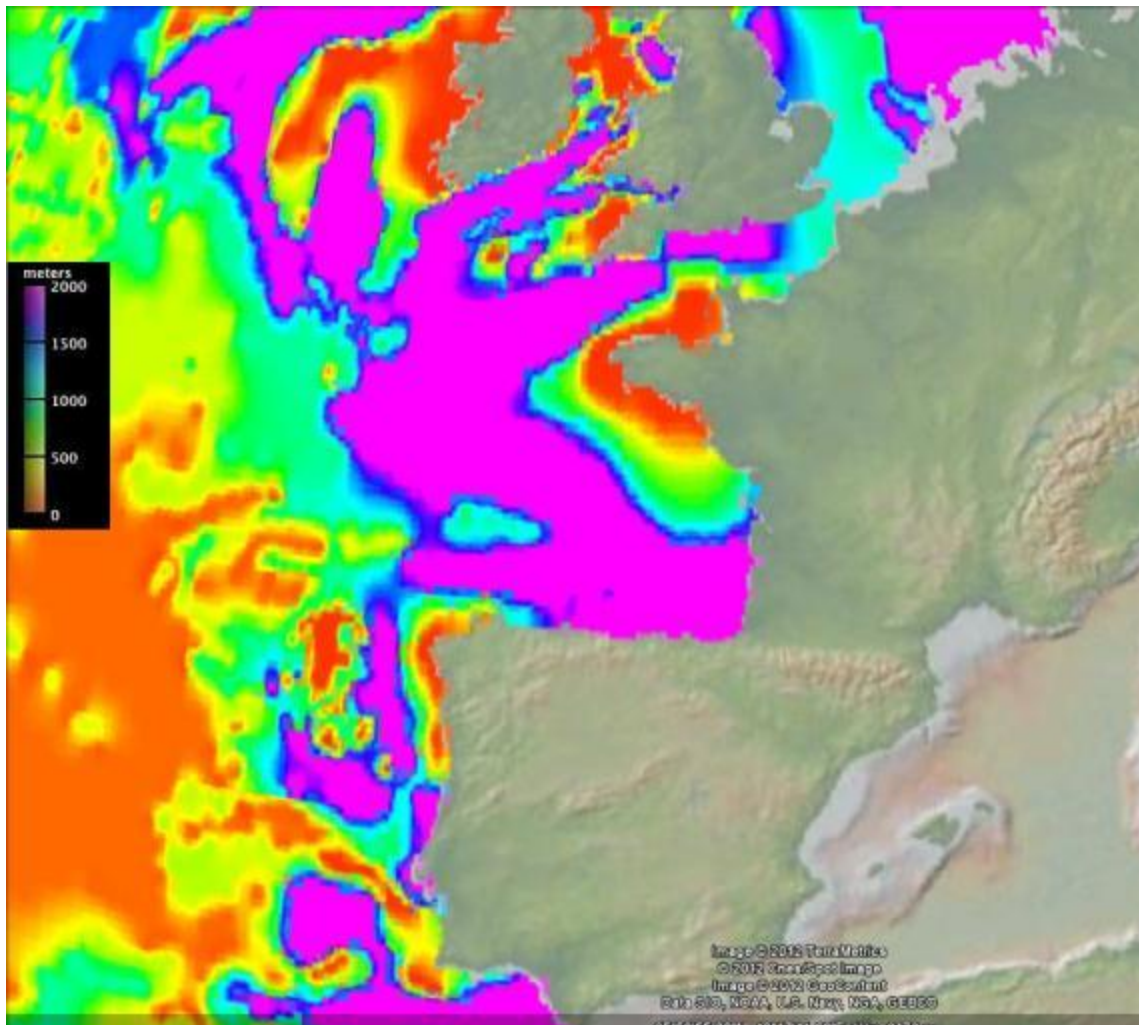 meters
2000
1500
1000
500
0
Image © 2012 TerraMetrics
© 2012 Cnes/Spot Image
Image © 2012 GeoContent
Data SIO, NOAA, U.S. Navy, NGA, GEBCO